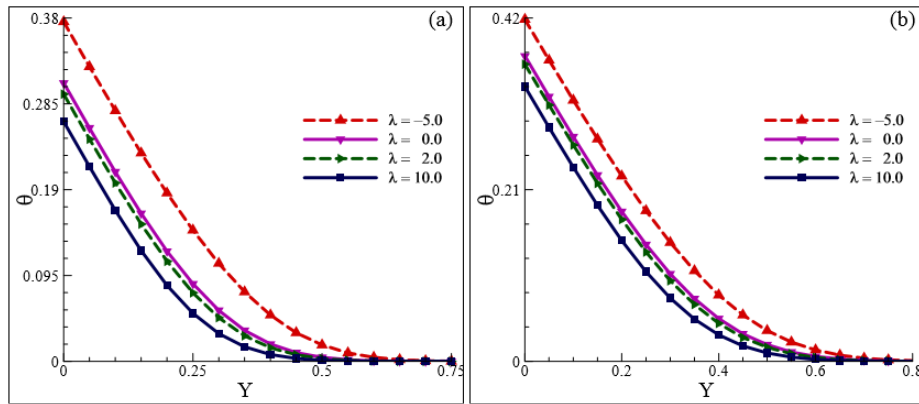 (a)
0.38
0.285
0.19
0.095
0
θ
λ = −5.0
λ = 0.0
λ = 2.0
λ = 10.0
0 0.25 0.5 0.75
Y
(b)
0.42
0.21
0
θ
λ = −5.0
λ = 0.0
λ = 2.0
λ = 10.0
0 0.2 0.4 0.6 0.8
Y